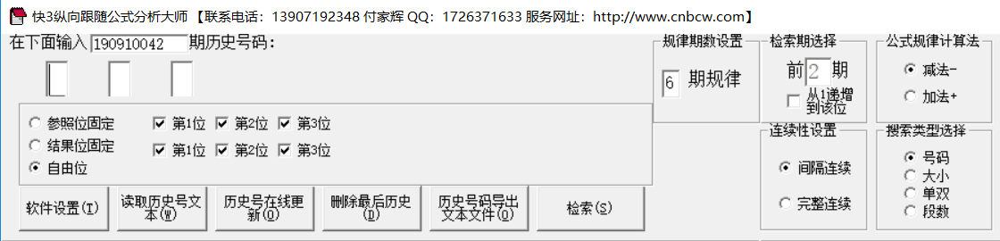 快3纵向跟随公式分析大师 【联系电话：13907192348 付家辉 QQ：1726371633 服务网址：http://www.cnbcw.com】
在下面输入 190910042 期历史号码:
规律期数设置
6 期规律
检索期选择
前 2 期
从1递增
到该位
公式规律计算法
减法-
加法+
参照位固定 第1位 第2位 第3位
结果位固定 第1位 第2位 第3位
自由位
连续性设置
间隔连续
完整连续
搜索类型选择
号码
大小
单双
段数
软件设置(I)
读取历史号文
本(W)
历史号在线更
新(O)
删除最后历史
(D)
历史号码导出
文本文件(O)
检索(S)